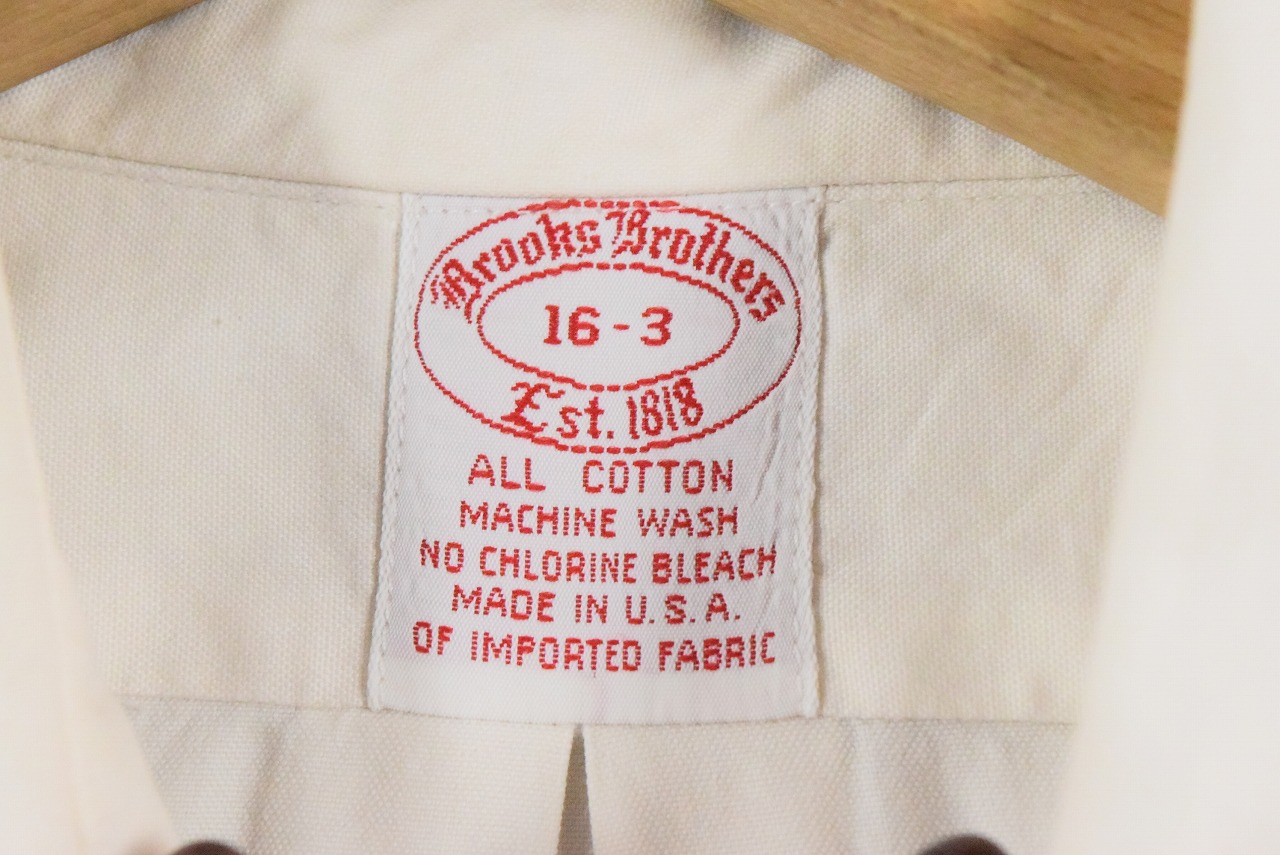 Brooks Brothers
16-3
Est. 1818
ALL COTTON
MACHINE WASH
NO CHLORINE BLEACH
MADE IN U.S.A.
OF IMPORTED FABRIC